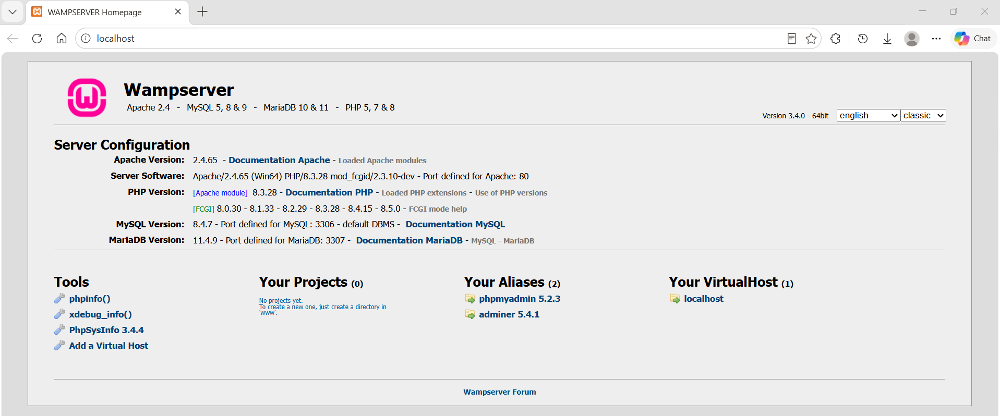 WAMPSERVER Homepage
localhost
Chat
Wampserver
Apache 2.4 - MySQL 5, 8 & 9 - MariaDB 10 & 11 - PHP 5, 7 & 8
Version 3.4.0 - 64bit english classic
Server Configuration
Apache Version: 2.4.65 - Documentation Apache - Loaded Apache modules
Server Software: Apache/2.4.65 (Win64) PHP/8.3.28 mod_fcgid/2.3.10-dev - Port defined for Apache: 80
PHP Version: [Apache module] 8.3.28 - Documentation PHP - Loaded PHP extensions - Use of PHP versions
[FCGI] 8.0.30 - 8.1.33 - 8.2.29 - 8.3.28 - 8.4.15 - 8.5.0 - FCGI mode help
MySQL Version: 8.4.7 - Port defined for MySQL: 3306 - default DBMS - Documentation MySQL
MariaDB Version: 11.4.9 - Port defined for MariaDB: 3307 - Documentation MariaDB - MySQL - MariaDB
Tools
phpinfo()
xdebug_info()
PhpSysInfo 3.4.4
Add a Virtual Host
Your Projects (0)
No projects yet.
To create a new one, just create a directory in
'www'.
Your Aliases (2)
phpmyadmin 5.2.3
adminer 5.4.1
Your VirtualHost (1)
localhost
Wampserver Forum